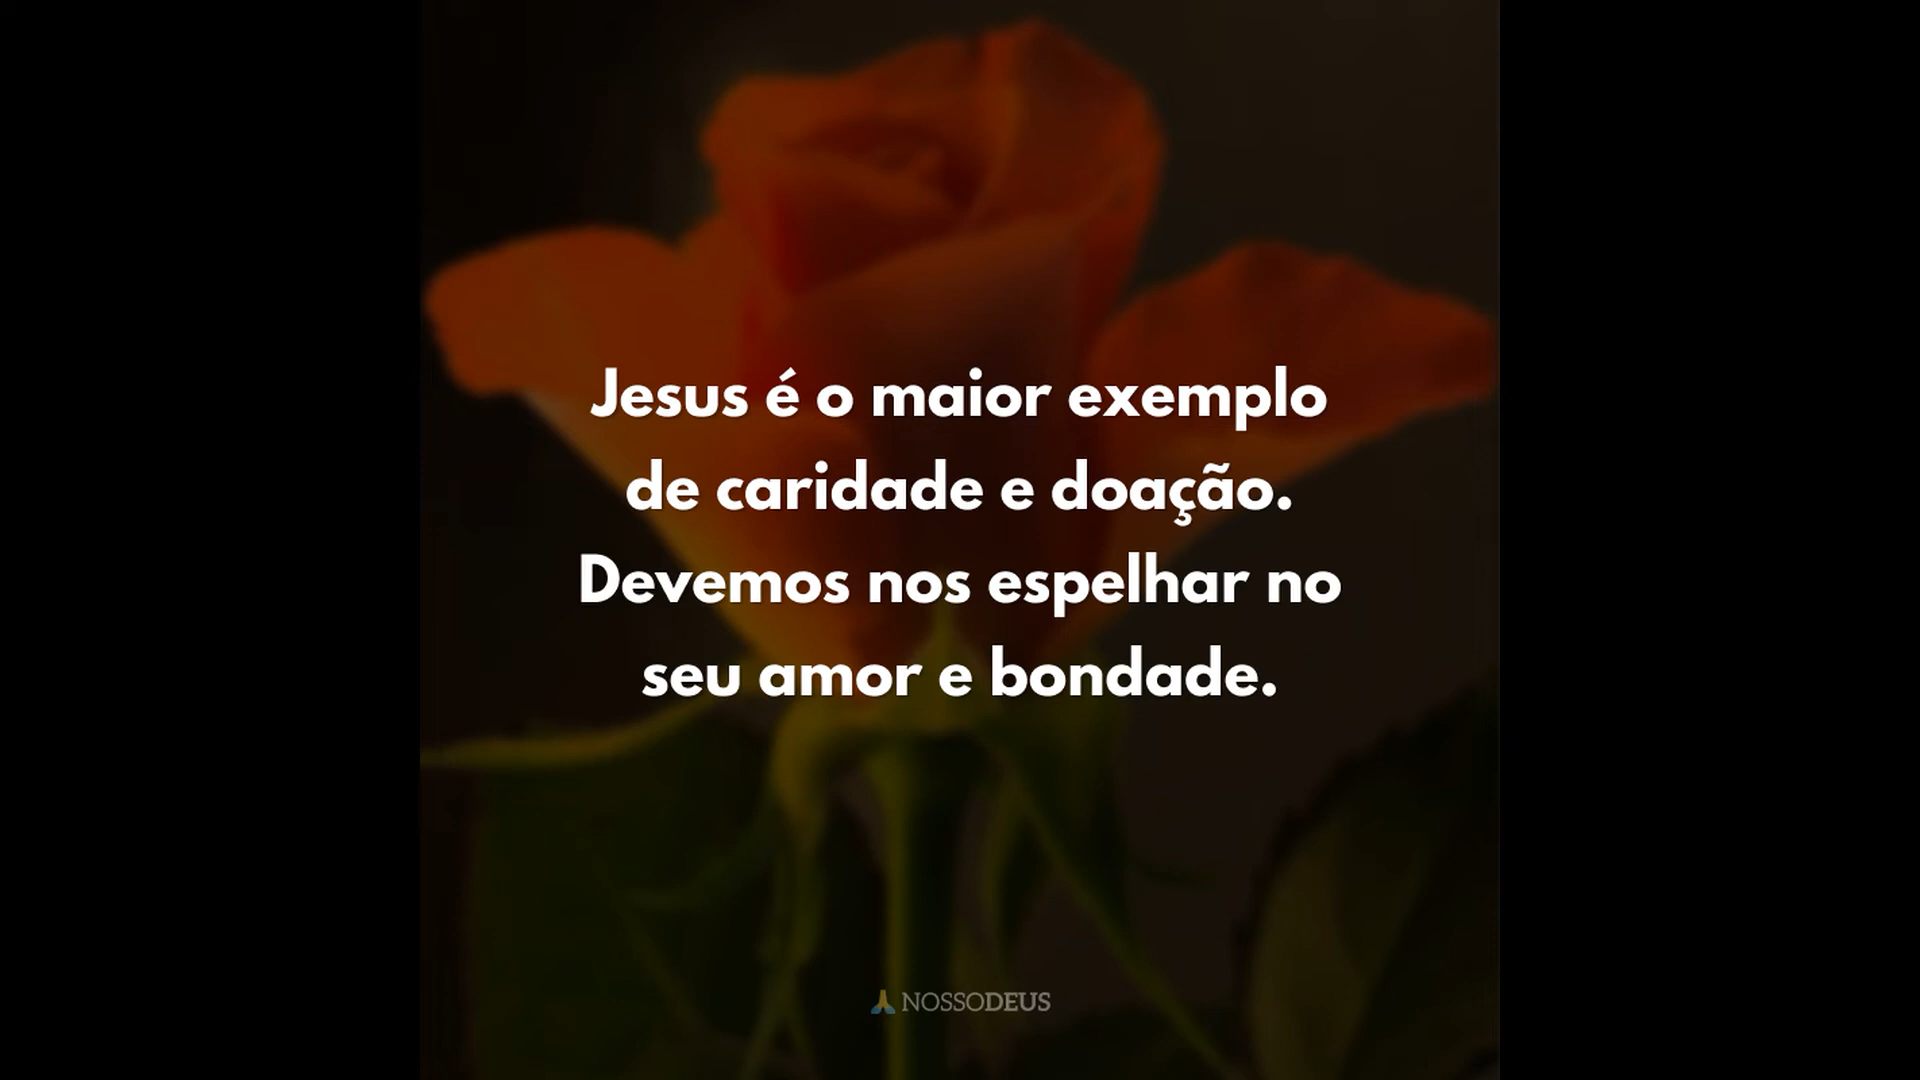 Jesus é o maior exemplo
de caridade e doação.
Devemos nos espelhar no
seu amor e bondade.
NOSSODEUS